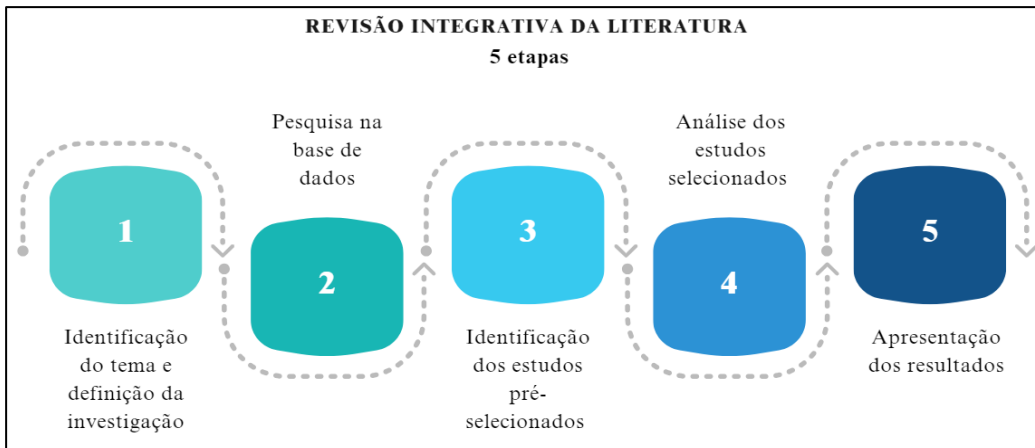 REVISÃO INTEGRATIVA DA LITERATURA
5 etapas
1
Identificação
do tema e
definição da
investigação
Pesquisa na
base de
dados
2
3
Identificação
dos estudos
pré-
selecionados
Análise dos
estudos
selecionados
4
5
Apresentação
dos resultados